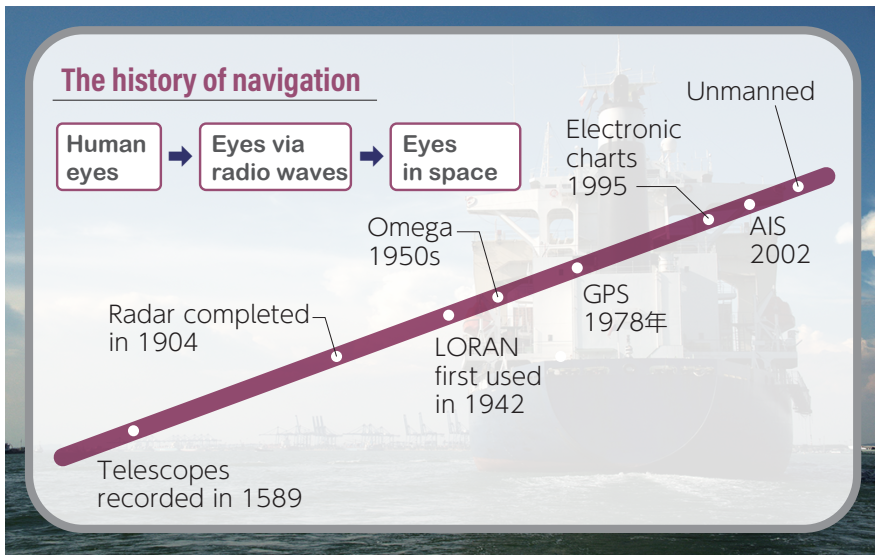 The history of navigation
Human
eyes
Eyes via
radio waves
Eyes
in space
Unmanned
Electronic
charts
1995
AIS
2002
Omega
1950s
GPS
1978年
Radar completed
in 1904
LORAN
first used
in 1942
Telescopes
recorded in 1589